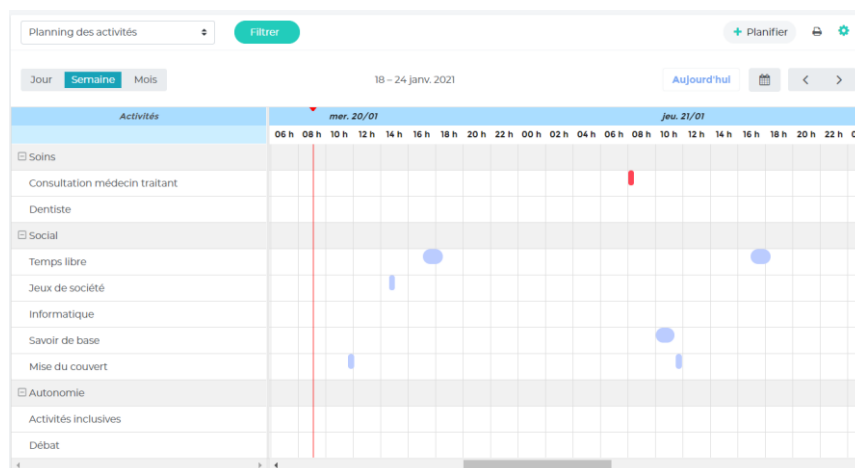 Planning des activités
Filtrer
+ Planifier
Jour Semaine Mois
18 – 24 janv. 2021
Aujourd'hui
Activités
mer. 20/01 jeu. 21/01
06 h 08 h 10 h 12 h 14 h 16 h 18 h 20 h 22 h 00 h 02 h 04 h 06 h 08 h 10 h 12 h 14 h 16 h 18 h 20 h 22 h
Soins
Consultation médecin traitant
Dentiste
Social
Temps libre
Jeux de société
Informatique
Savoir de base
Mise du couvert
Autonomie
Activités inclusives
Débat